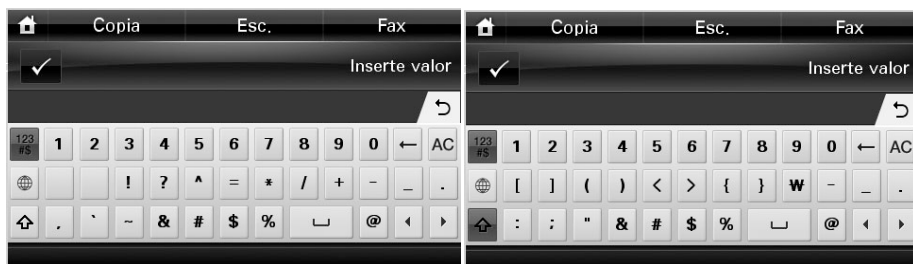 Copia Esc. Fax
Inserte valor
123 #$ 1 2 3 4 5 6 7 8 9 0 ← AC
! ? ^ = * / + - _ .
, ` ~ & # $ % @
Copia Esc. Fax
Inserte valor
123 #$ 1 2 3 4 5 6 7 8 9 0 ← AC
[ ] ( ) < > { } ₩ - _ .
: ; " & # $ % @